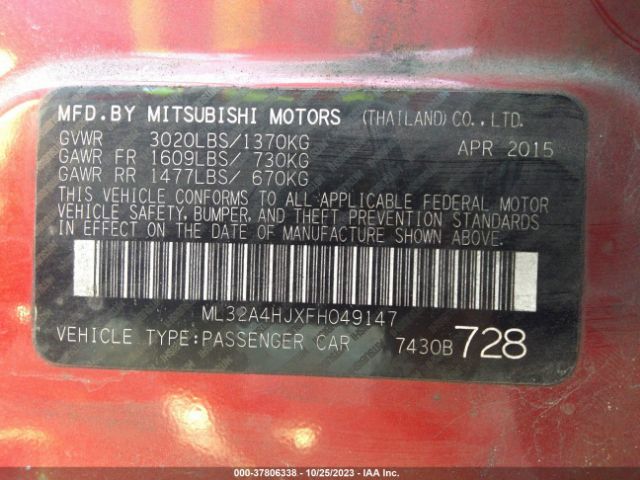 MFD.BY MITSUBISHI MOTORS (THAILAND) CO.,LTD.
GVWR 3020LBS/1370KG APR 2015
GAWR FR 1609LBS/ 730KG
GAWR RR 1477LBS/ 670KG
THIS VEHICLE CONFORMS TO ALL APPLICABLE FEDERAL MOTOR
VEHICLE SAFETY, BUMPER, AND THEFT PREVENTION STANDARDS
IN EFFECT ON THE DATE OF MANUFACTURE SHOWN ABOVE.
ML32A4HJXFH049147
VEHICLE TYPE:PASSENGER CAR 7430B 728
000-37806338 - 10/25/2023 - IAA Inc.